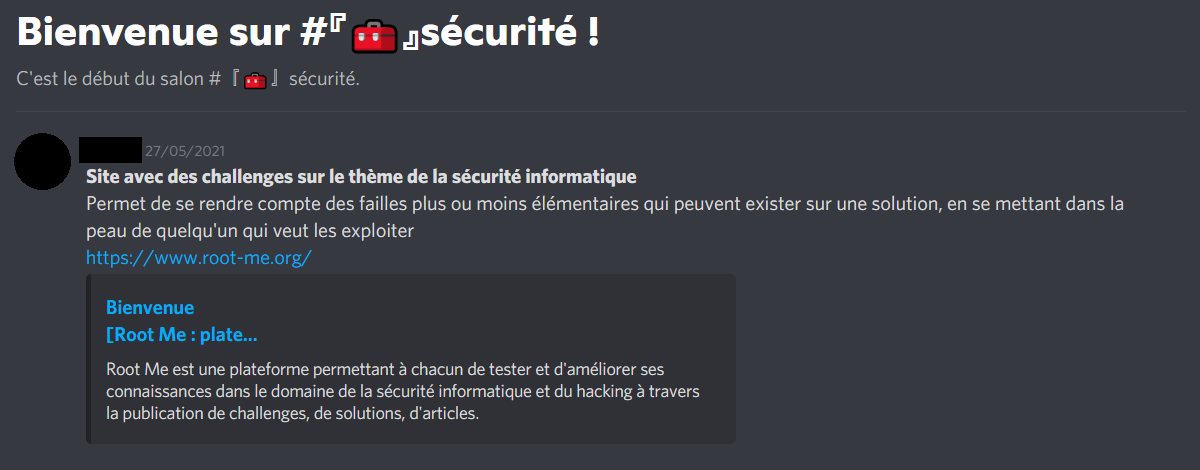 Bienvenue sur #『🧰』sécurité !
C'est le début du salon #『🧰』 sécurité.
27/05/2021
Site avec des challenges sur le thème de la sécurité informatique
Permet de se rendre compte des failles plus ou moins élémentaires qui peuvent exister sur une solution, en se mettant dans la
peau de quelqu'un qui veut les exploiter
https://www.root-me.org/
Bienvenue
[Root Me : plate...
Root Me est une plateforme permettant à chacun de tester et d'améliorer ses
connaissances dans le domaine de la sécurité informatique et du hacking à travers
la publication de challenges, de solutions, d'articles.